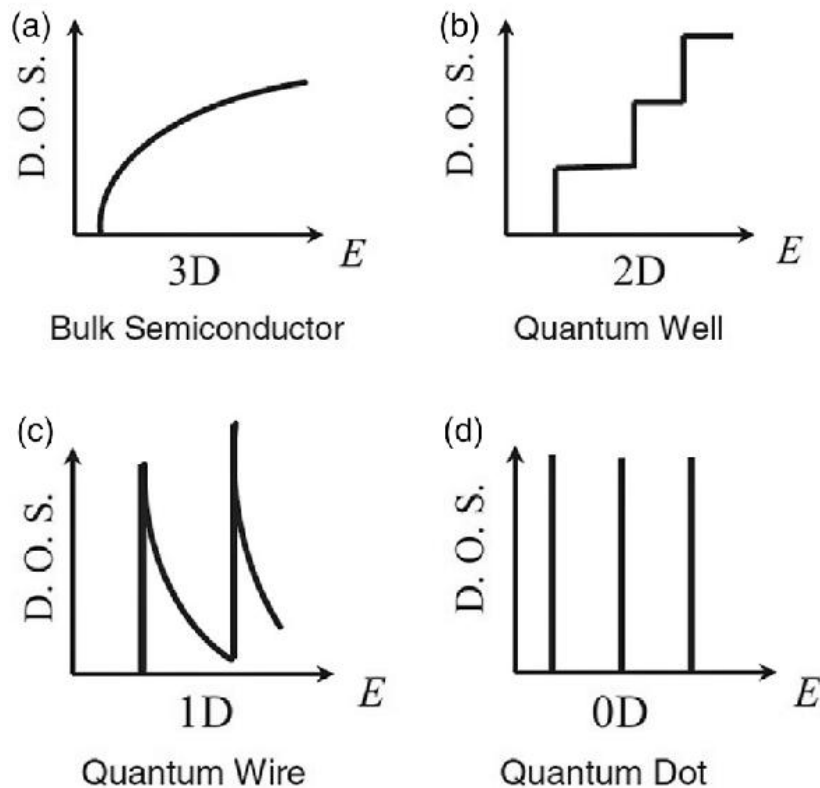 (a)
D. O. S.
E
3D
Bulk Semiconductor
(b)
D. O. S.
E
2D
Quantum Well
(c)
D. O. S.
E
1D
Quantum Wire
(d)
D. O. S.
E
0D
Quantum Dot